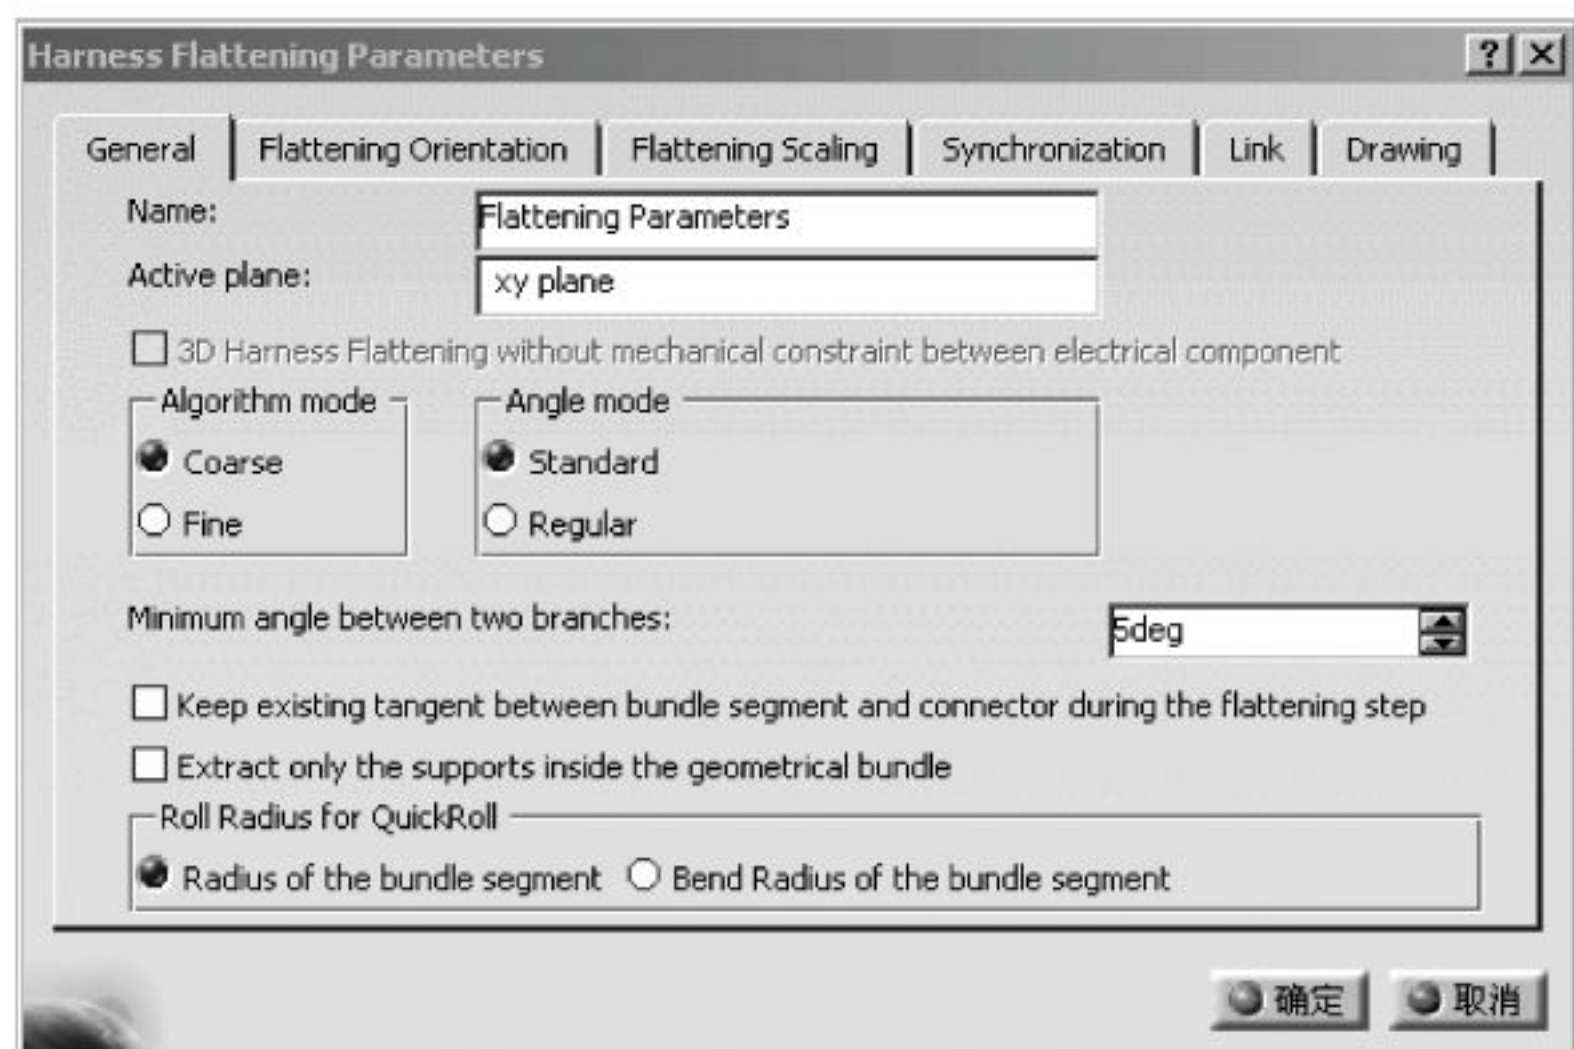 Harness Flattening Parameters
General Flattening Orientation Flattening Scaling Synchronization Link Drawing
Name: Flattening Parameters
Active plane: xy plane
3D Harness Flattening without mechanical constraint between electrical component
Algorithm mode Angle mode
Coarse Standard
Fine Regular
Minimum angle between two branches: 5deg
Keep existing tangent between bundle segment and connector during the flattening step
Extract only the supports inside the geometrical bundle
Roll Radius for QuickRoll
Radius of the bundle segment Bend Radius of the bundle segment
确定 取消